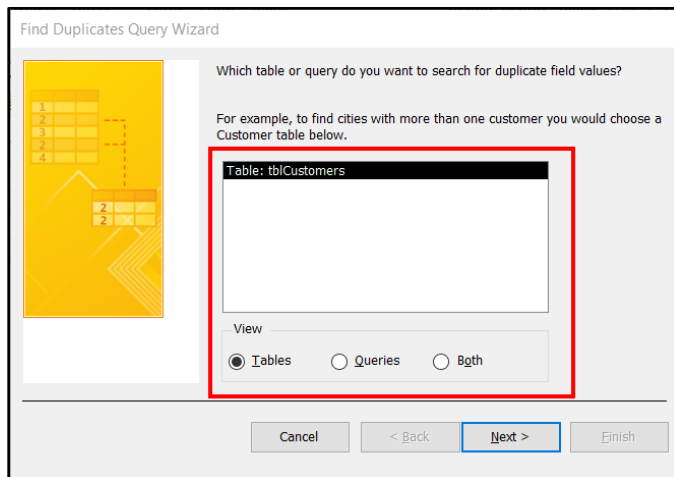 Find Duplicates Query Wizard
Which table or query do you want to search for duplicate field values?
For example, to find cities with more than one customer you would choose a
Customer table below.
1
2
3
2
4
2
2
Table: tblCustomers
View
Tables
Queries
Both
Cancel
< Back
Next >
Finish